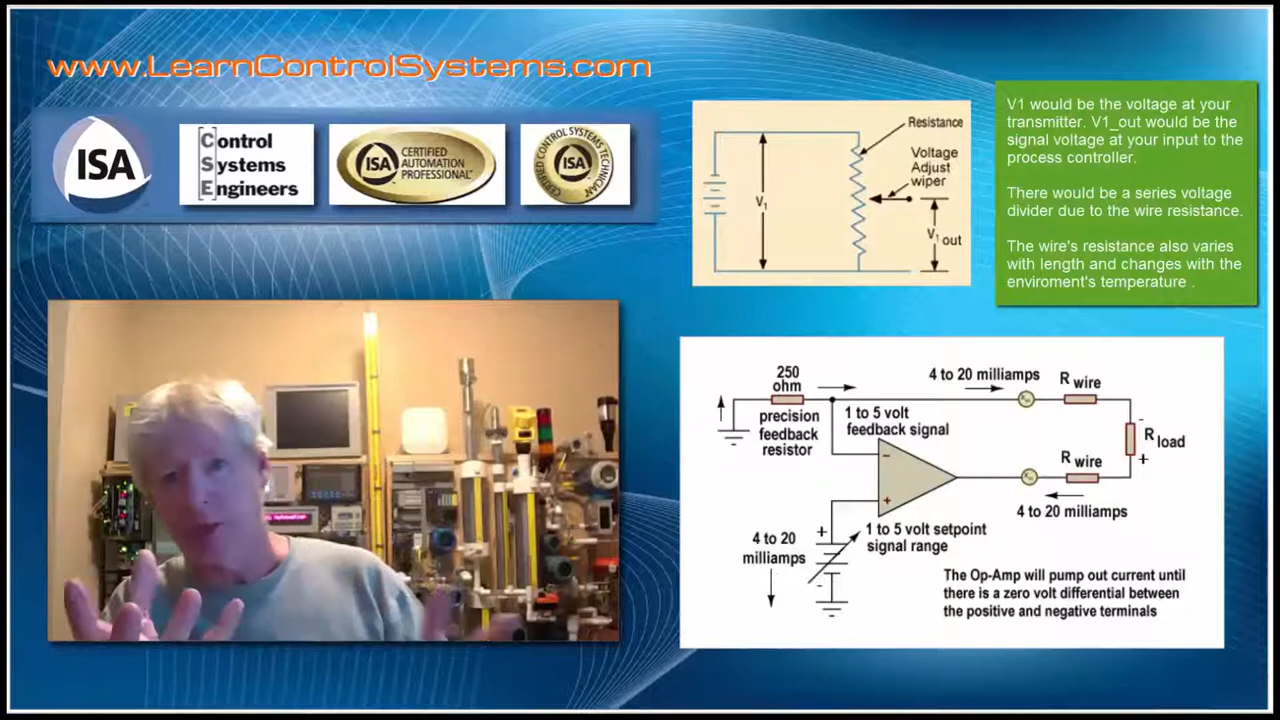 www.LearnControlSystems.com
ISA
Control
Systems
Engineers
ISA
CERTIFIED
AUTOMATION
PROFESSIONAL
CERTIFIED CONTROL SYSTEMS TECHNICIAN
ISA
Resistance
Voltage
Adjust
wiper
V1
V1 out
V1 would be the voltage at your
transmitter. V1_out would be the
signal voltage at your input to the
process controller.
There would be a series voltage
divider due to the wire resistance.
The wire's resistance also varies
with length and changes with the
enviroment's temperature .
250
ohm
precision
feedback
resistor
4 to 20 milliamps
R wire
1 to 5 volt
feedback signal
-
R load
+
-
R wire
+
4 to 20 milliamps
+
1 to 5 volt setpoint
signal range
4 to 20
milliamps
-
The Op-Amp will pump out current until
there is a zero volt differential between
the positive and negative terminals